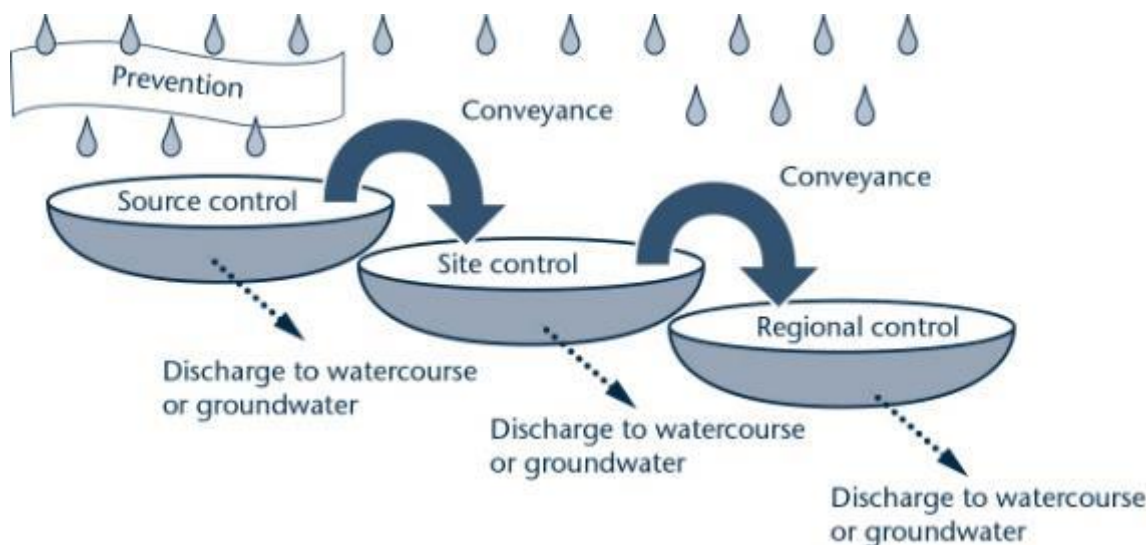 Prevention
Conveyance
Conveyance
Source control
Site control
Regional control
Discharge to watercourse
or groundwater
Discharge to watercourse
or groundwater
Discharge to watercourse
or groundwater